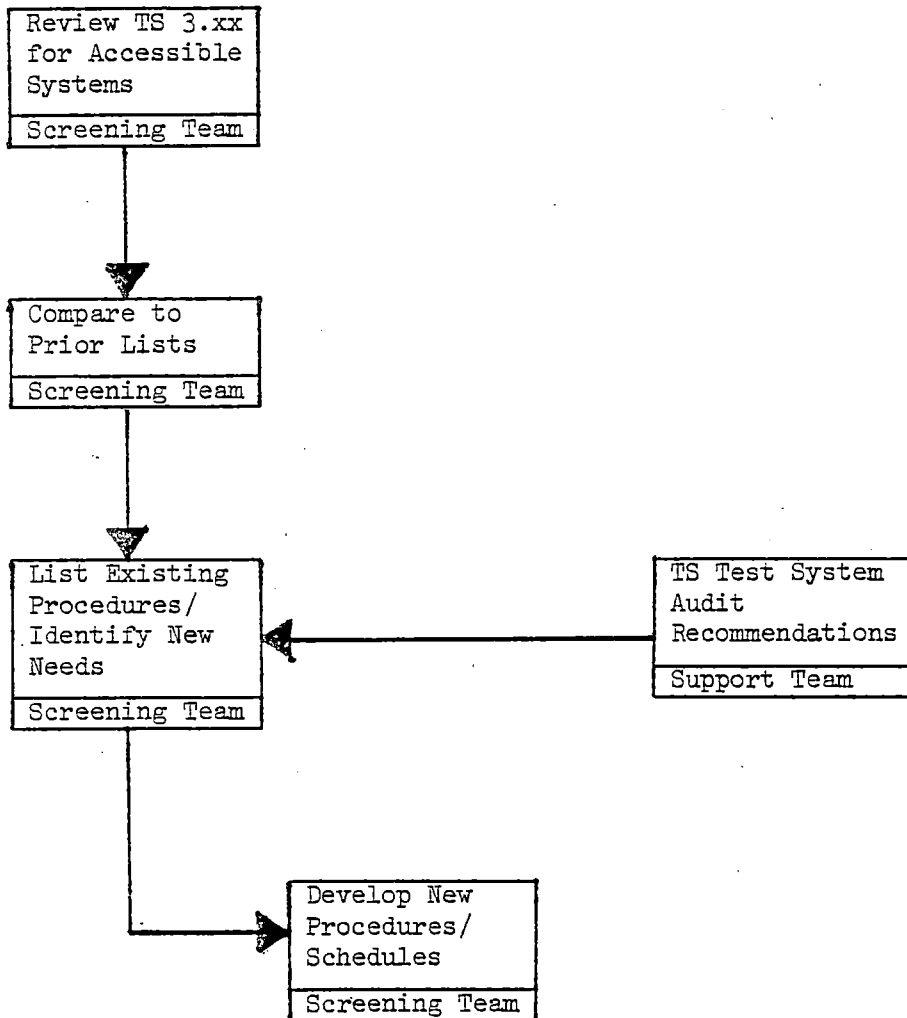 Review TS 3.xx
for Accessible
Systems
Screening Team
Compare to
Prior Lists
Screening Team
List Existing
Procedures/
Identify New
Needs
Screening Team
TS Test System
Audit
Recommendations
Support Team
Develop New
Procedures/
Schedules
Screening Team